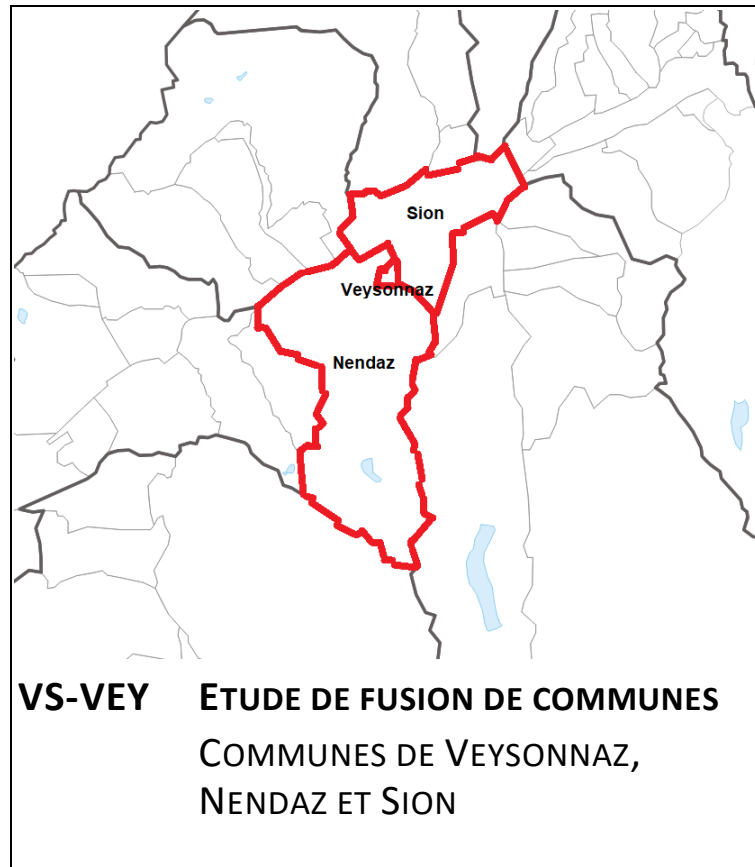 Sion
Veysonnaz
Nendaz
VS-VEY ETUDE DE FUSION DE COMMUNES
COMMUNES DE VEYSONNAZ,
NENDAZ ET SION